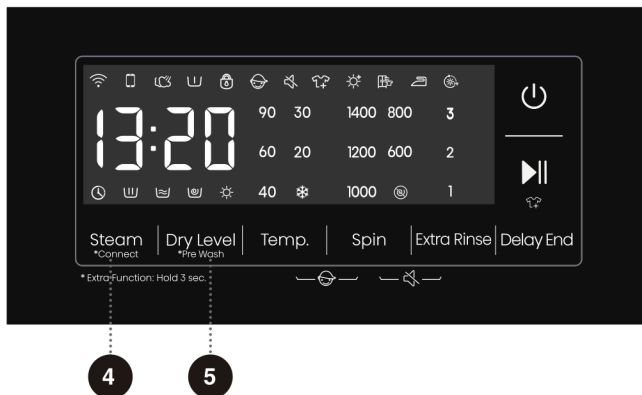 90 30 1400 800 3
13:20
60 20 1200 600 2
40 1000 1
Steam Dry Level Temp. Spin Extra Rinse Delay End
*Connect *Pre Wash
* Extra Function: Hold 3 sec.
4 5